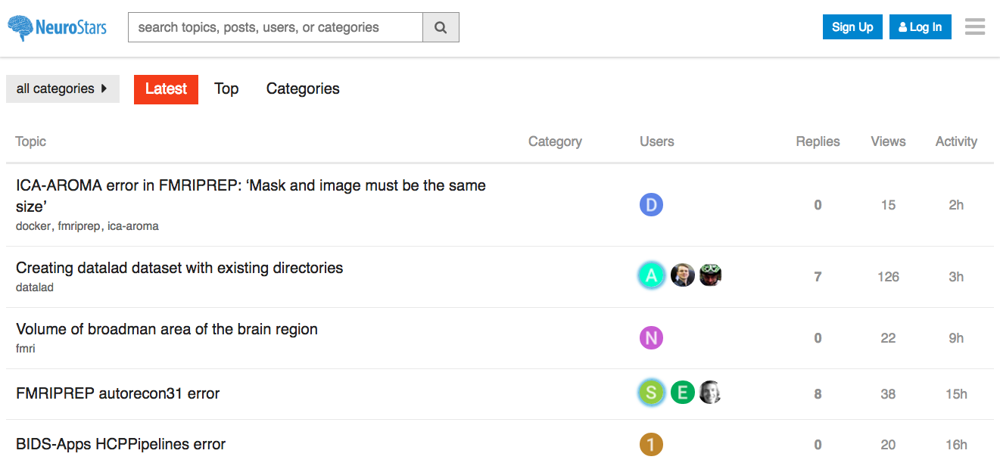 NeuroStars
search topics, posts, users, or categories
Sign Up
Log In
all categories
Latest
Top
Categories
Topic
Category
Users
Replies
Views
Activity
ICA-AROMA error in FMRIPREP: ‘Mask and image must be the same
size’
docker, fmriprep, ica-aroma
D
0
15
2h
Creating datalad dataset with existing directories
datalad
A
7
126
3h
Volume of broadman area of the brain region
fmri
N
0
22
9h
FMRIPREP autorecon31 error
S
E
8
38
15h
BIDS-Apps HCPPipelines error
1
0
20
16h